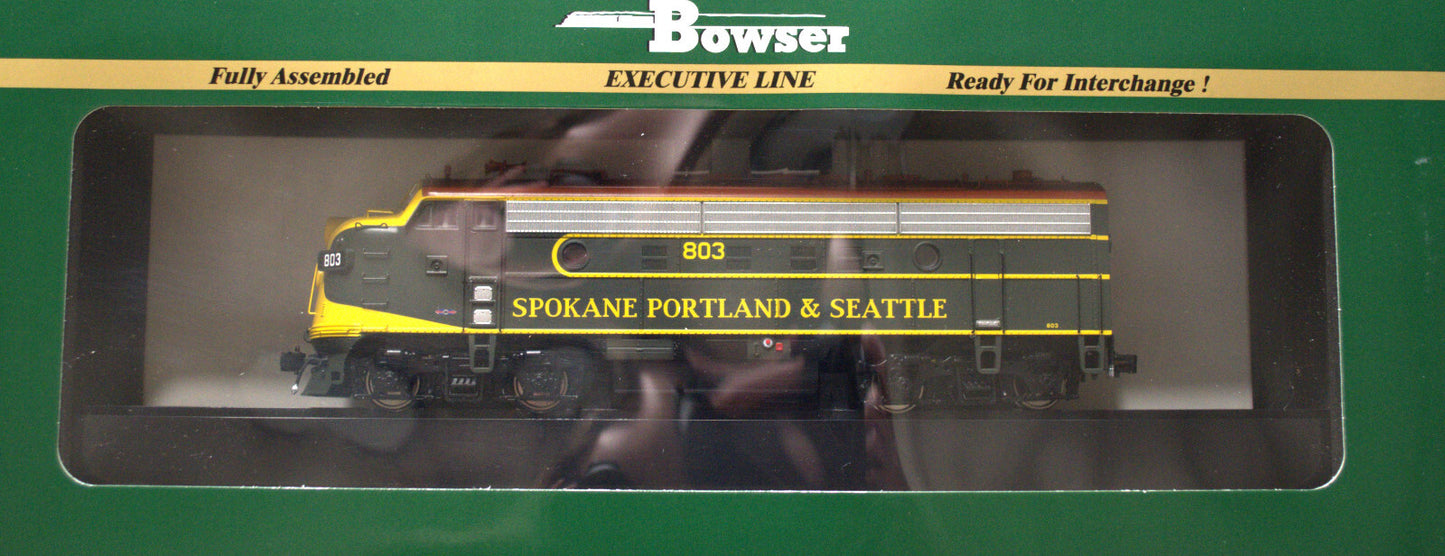 Bowser
Fully Assembled EXECUTIVE LINE Ready For Interchange !
803
803
SPOKANE PORTLAND & SEATTLE
803